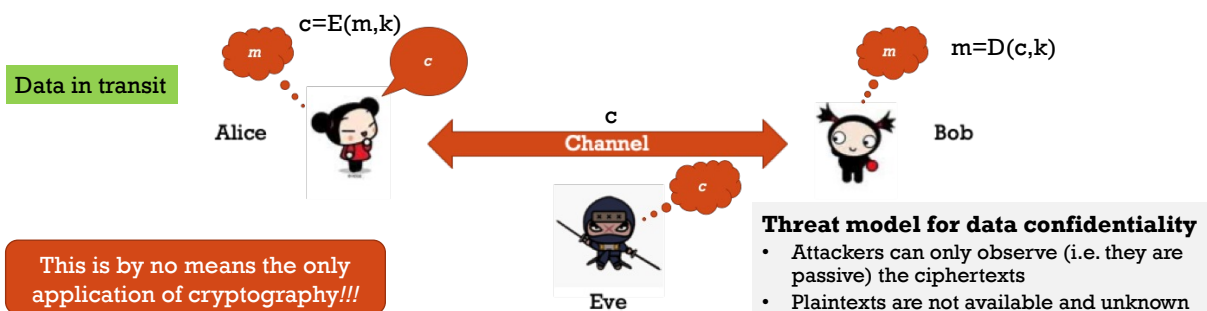 c=E(m,k)
m
c
m
m=D(c,k)
Data in transit
Alice
c
Channel
Bob
c
Threat model for data confidentiality
• Attackers can only observe (i.e. they are
passive) the ciphertexts
• Plaintexts are not available and unknown
This is by no means the only
application of cryptography!!!
Eve